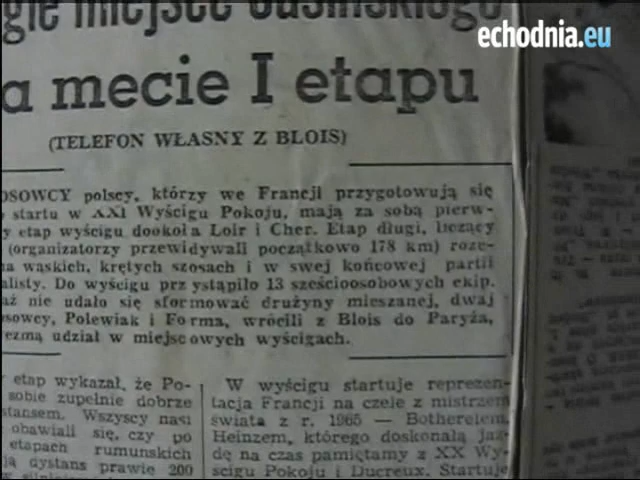 echodnia.eu
gie miejsce
a mecie I etapu
(TELEFON WŁASNY Z BLOIS)
OSOWCY polscy, którzy we Francji przygotowują się
startu w XXI Wyścigu Pokoju, mają za sobą pierw-
y etap wyścigu dookoła Loir i Cher. Etap długi, liczący
(organizatorzy przewidywali początkowo 178 km) roze-
na wąskich, krętych szosach i w swej końcowej partii
alisty. Do wyścigu przystąpiło 13 sześcioosobowych ekip.
aż nie udało się sformować drużyny mieszanej, dwaj
sowcy, Polewiak i Forma, wrócili z Blois do Paryża,
ezmą udział w miejscowych wyścigach.
etap wykazał, że Po-
sobie zupełnie dobrze
stansem. Wszyscy nasi
obawiali się, czy po
etapach rumuńskich
ją dystans prawie 200
W wyścigu startuje reprezen-
tacja Francji na czele z mistrzem
świata z r. 1965 — Botherelem,
Heinzem, którego doskonałą jaz-
dę na czas pamiętamy z XX Wy-
ścigu Pokoju i Ducreux. Startuje